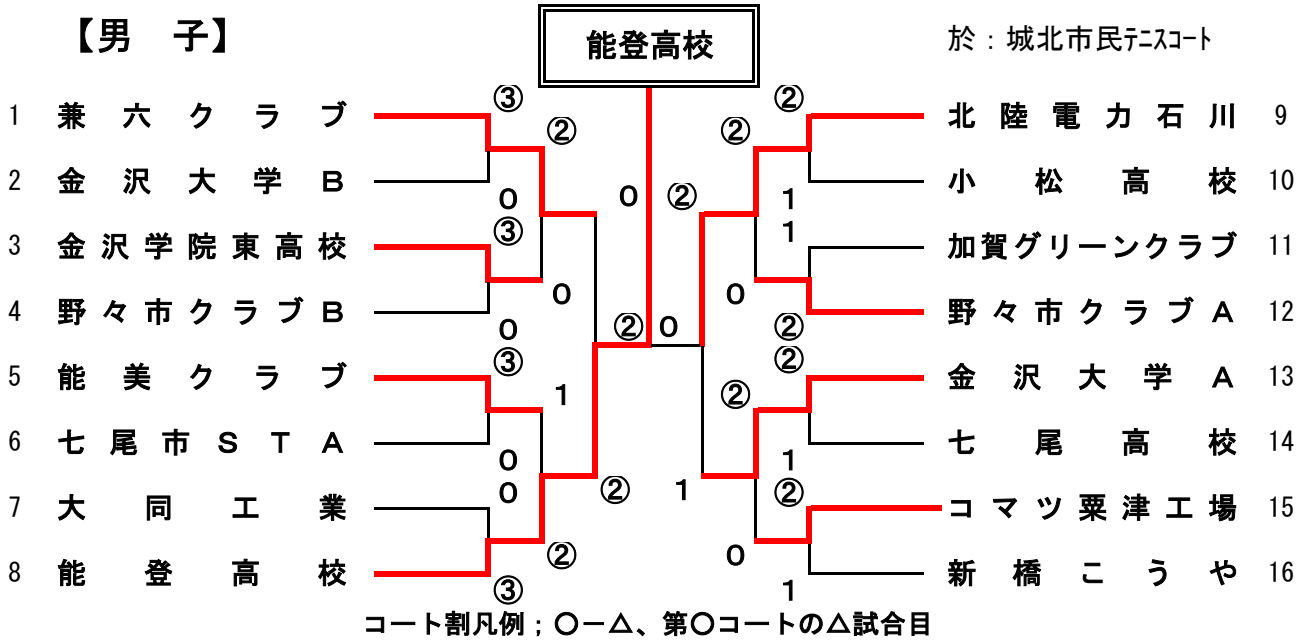 【男 子】
能登高校
於：城北市民テニスコート
1 兼六クラブ ③ ② ② ② 北陸電力石川 9
2 金沢大学B 0 0 ② 1 小松高校 10
3 金沢学院東高校 ③ 1 加賀グリーンクラブ 11
4 野々市クラブB 0 0 ② 0 0 ② 野々市クラブA 12
5 能美クラブ ③ 1 ② ② 金沢大学A 13
6 七尾市STA 0 1 七尾高校 14
7 大同工業 0 ② 1 ② コマツ粟津工場 15
8 能登高校 ③ ② 0 1 新橋こうや 16
コート割凡例；○ー△、第○コートの△試合目